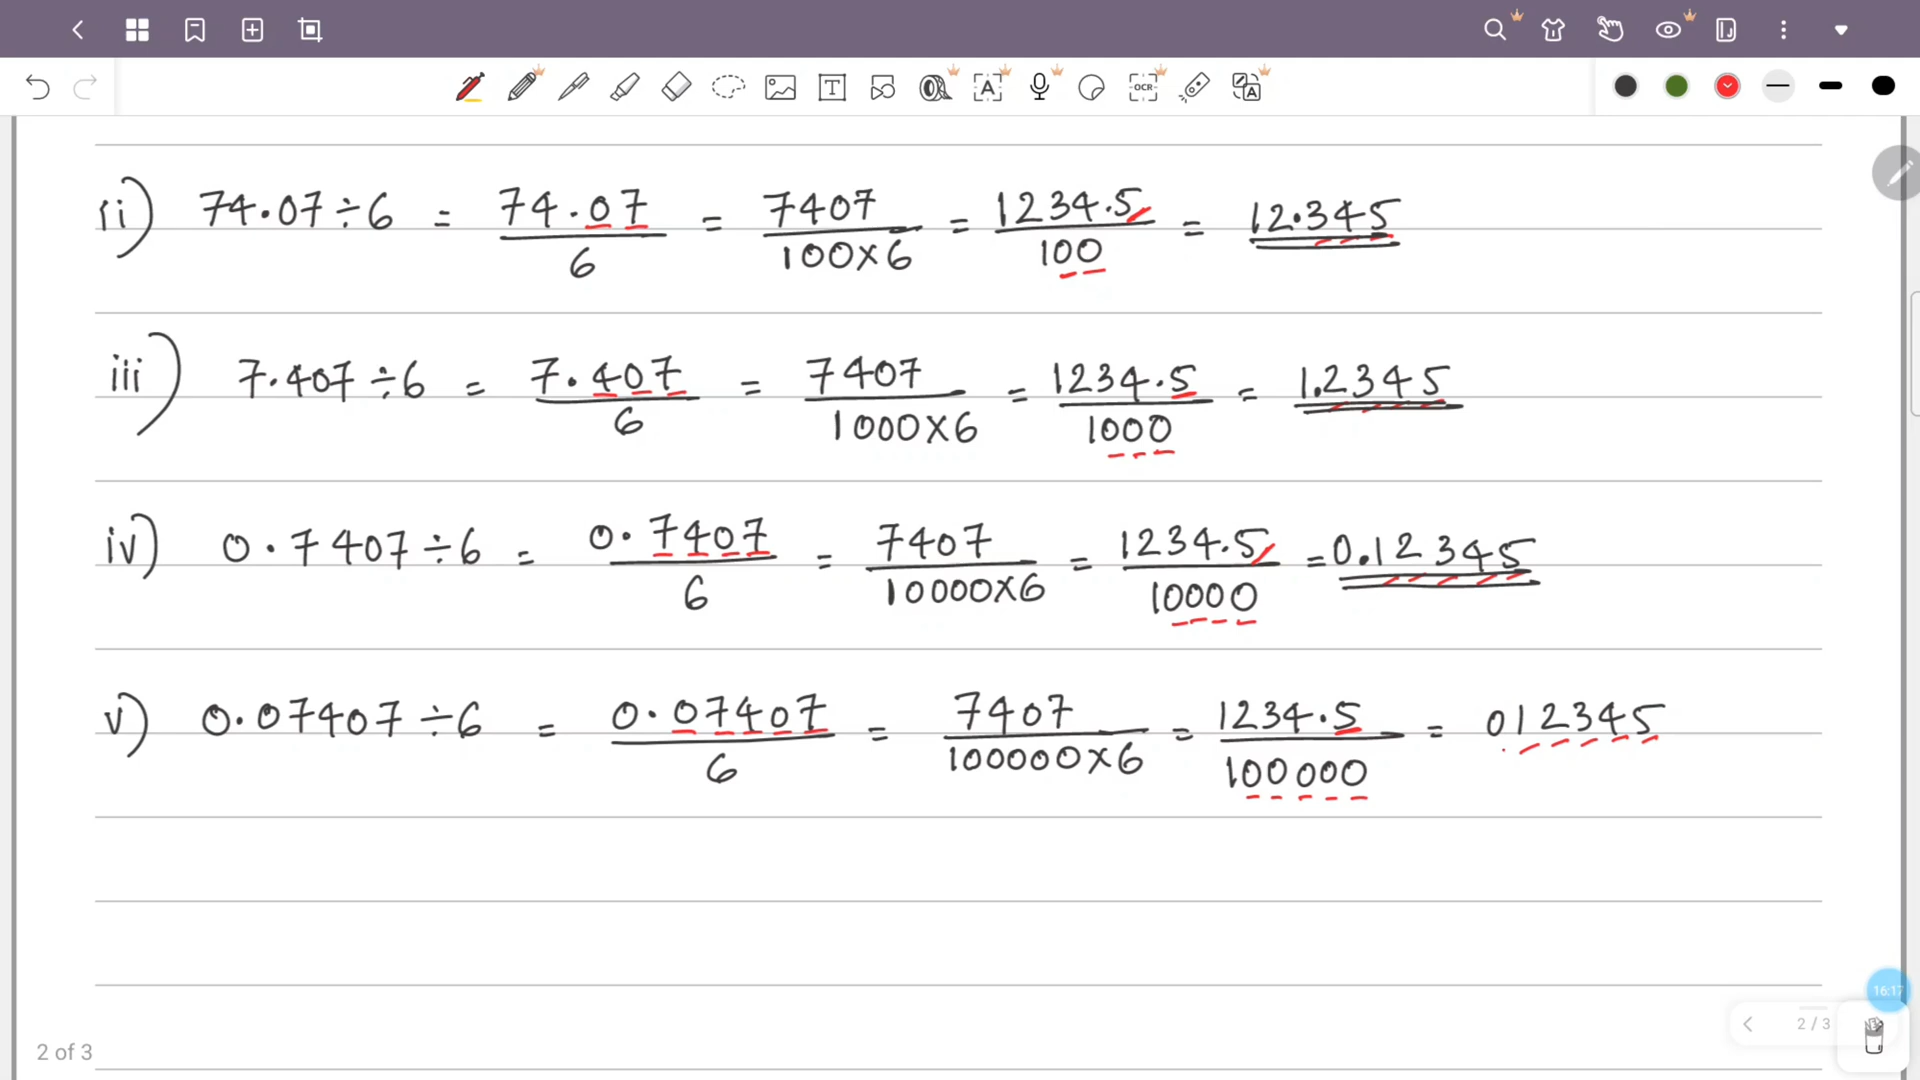 ii) 74.07÷6 = 74.07/6 = 7407/100×6 = 1234.5/100 = 12.345
iii) 7.407÷6 = 7.407/6 = 7407/1000×6 = 1234.5/1000 = 1.2345
iv) 0.7407÷6 = 0.7407/6 = 7407/10000×6 = 1234.5/10000 = 0.12345
v) 0.07407÷6 = 0.07407/6 = 7407/100000×6 = 1234.5/100000 = 012345
16:17
2 / 3
2 of 3